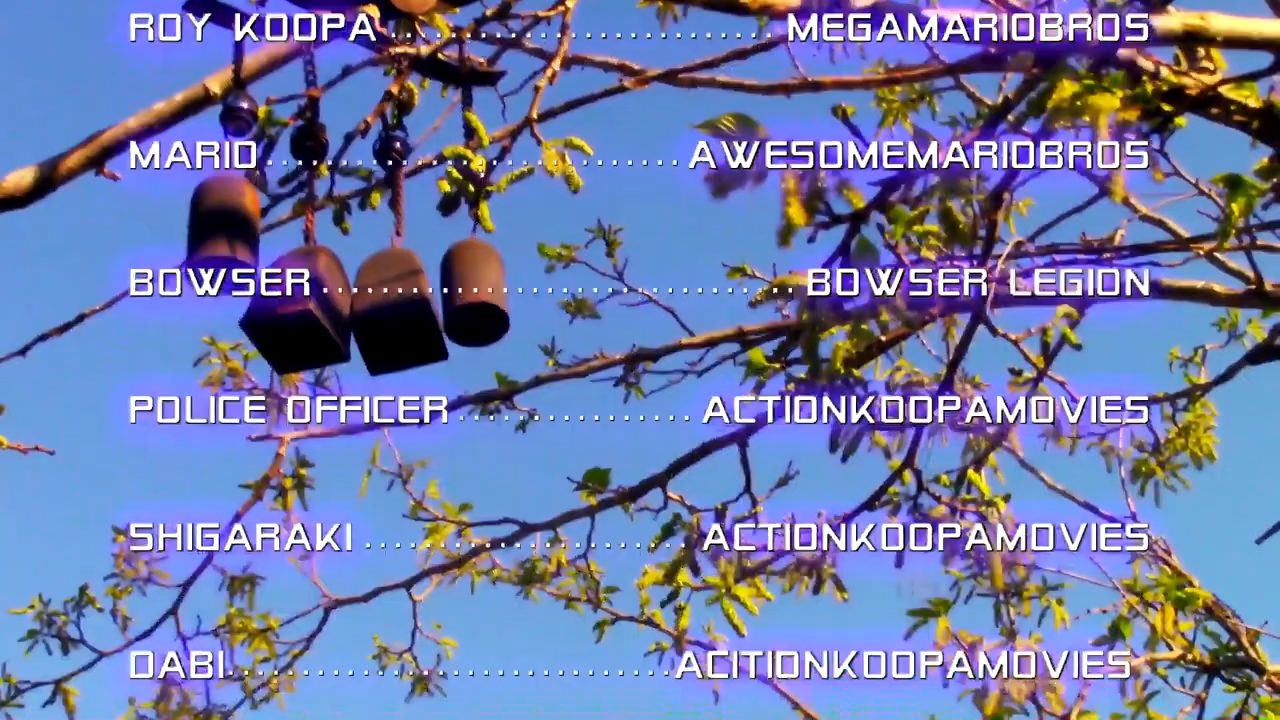 ROY KOOPA........................MEGAMARIOBROS
MARIO..........................AWESOMEMARIOBROS
BOWSER..............................BOWSER LEGION
POLICE OFFICER...............ACTIONKOOPAMOVIES
SHIGARAKI.....................ACTIONKOOPAMOVIES
DABI............................ACITIONKOOPAMOVIES